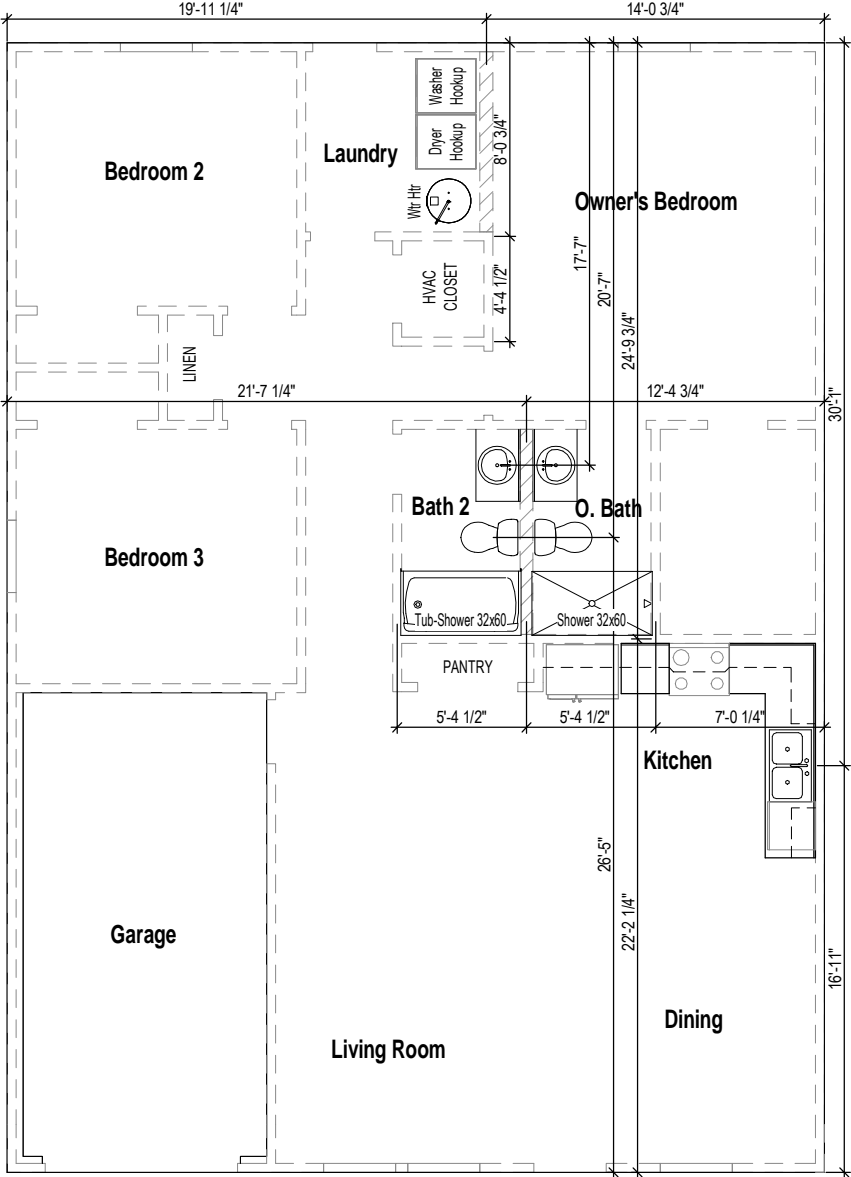 19'-11 1/4"
14'-0 3/4"
Washer
Hookup
Dryer
Hookup
8'-0 3/4"
Laundry
Bedroom 2
Wtr Htr
Owner's Bedroom
17'-7"
20'-7"
HVAC
CLOSET
4'-4 1/2"
24'-9 3/4"
LINEN
21'-7 1/4"
12'-4 3/4"
30'-1"
Bath 2
O. Bath
Bedroom 3
Tub-Shower 32x60
Shower 32x60
PANTRY
5'-4 1/2"
5'-4 1/2"
7'-0 1/4"
Kitchen
26'-5"
22'-2 1/4"
Garage
16'-11"
Dining
Living Room